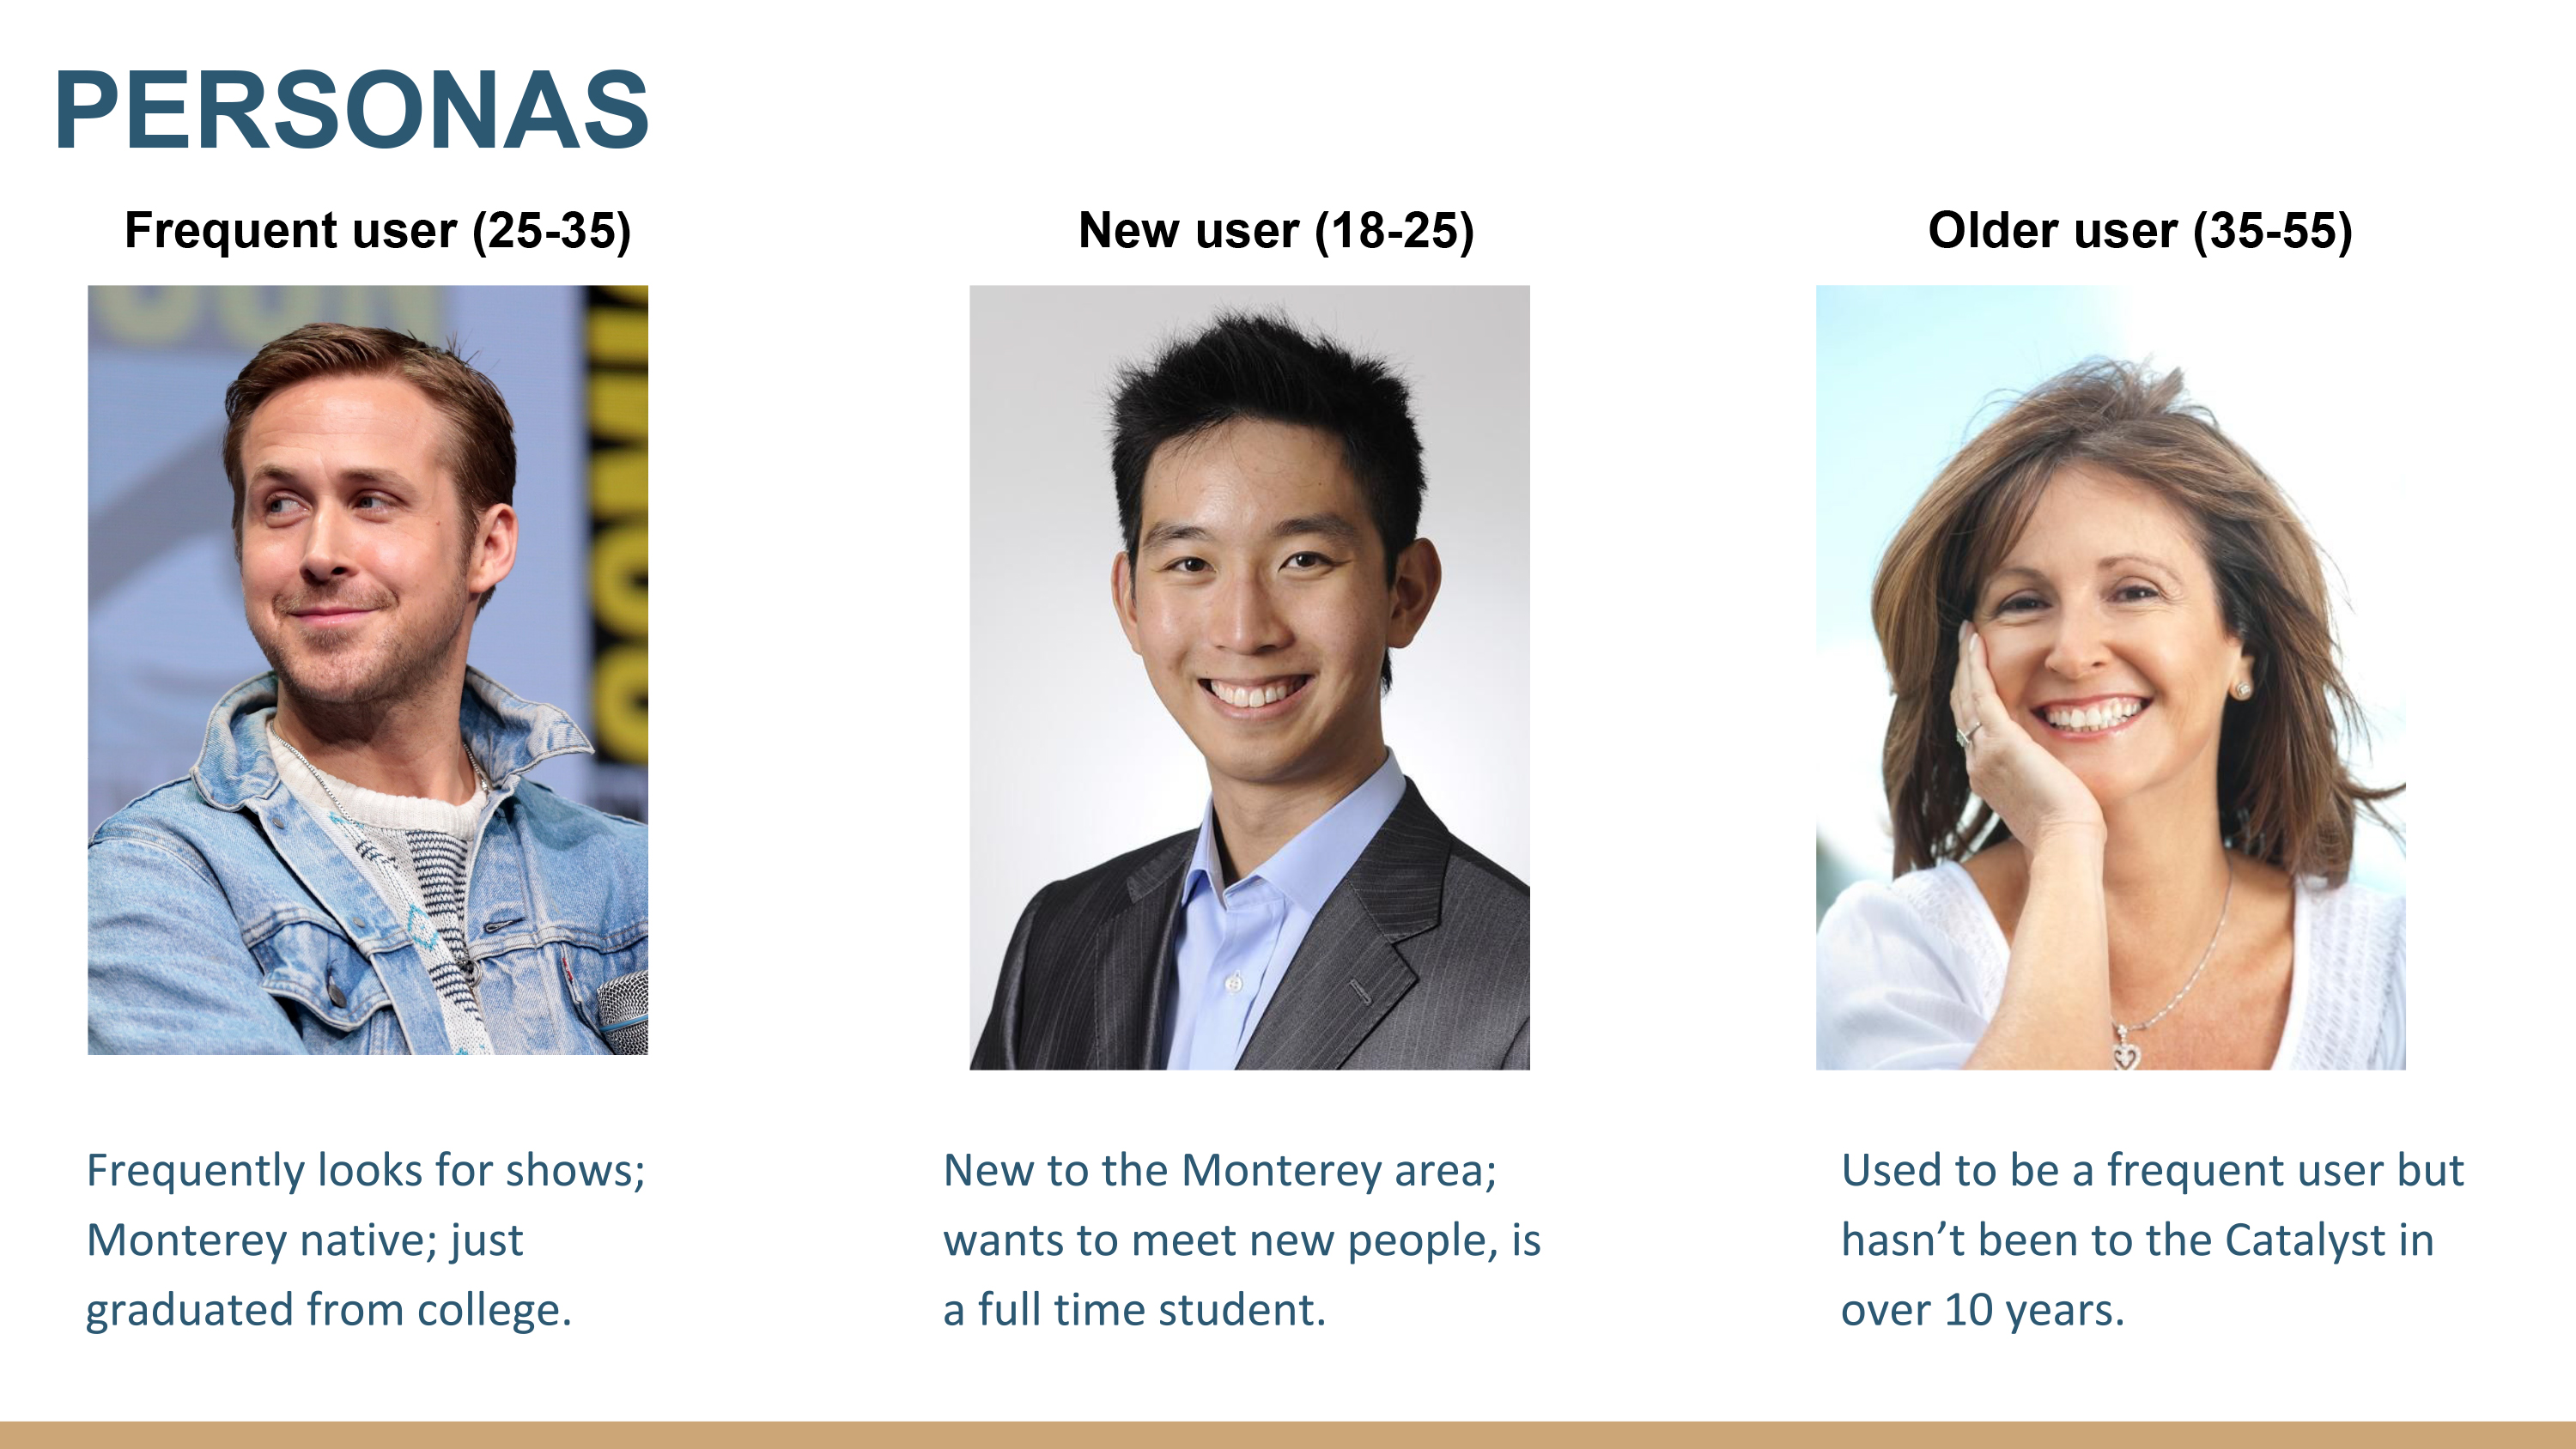 PERSONAS
Frequent user (25-35)
New user (18-25)
Older user (35-55)
Frequently looks for shows;
Monterey native; just
graduated from college.
New to the Monterey area;
wants to meet new people, is
a full time student.
Used to be a frequent user but
hasn’t been to the Catalyst in
over 10 years.